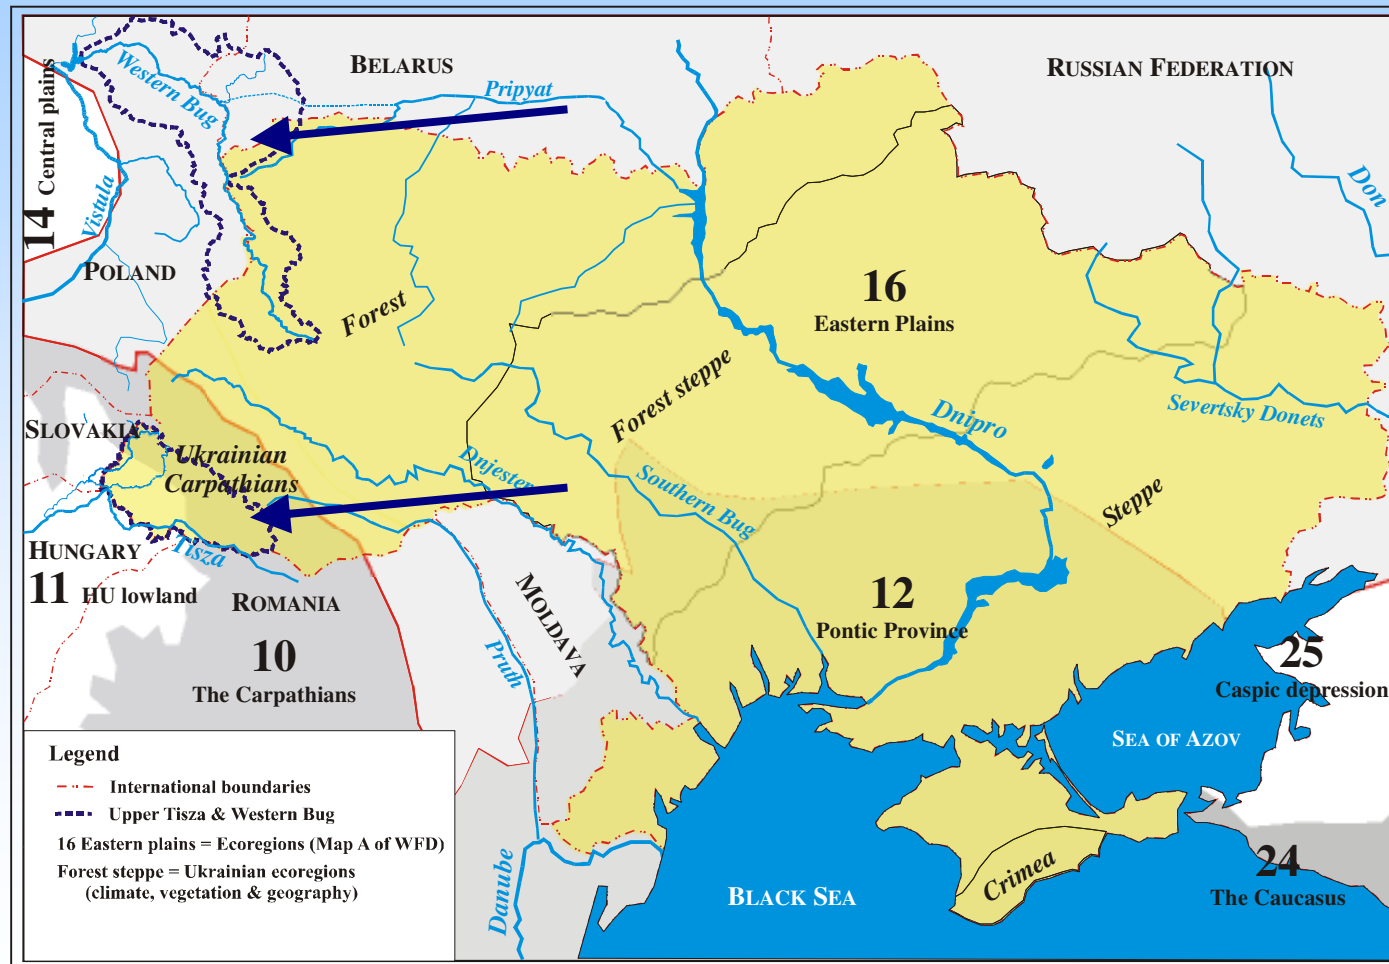 BELARUS
RUSSIAN FEDERATION
Western Bug
Pripyat
14 Central plains
Vistula
Don
POLAND
Forest
16
Eastern Plains
Forest steppe
Dnipro
Severtsky Donets
SLOVAKIA
Ukrainian
Carpathians
Dnjester
Southern Bug
Steppe
HUNGARY
Tisza
11 HU lowland
ROMANIA
MOLDAVA
12
Pontic Province
10
The Carpathians
Pruth
25
Caspic depression
SEA OF AZOV
Legend
International boundaries
Upper Tisza & Western Bug
16 Eastern plains = Ecoregions (Map A of WFD)
Forest steppe = Ukrainian ecoregions
(climate, vegetation & geography)
Danube
BLACK SEA
Crimea
24
The Caucasus